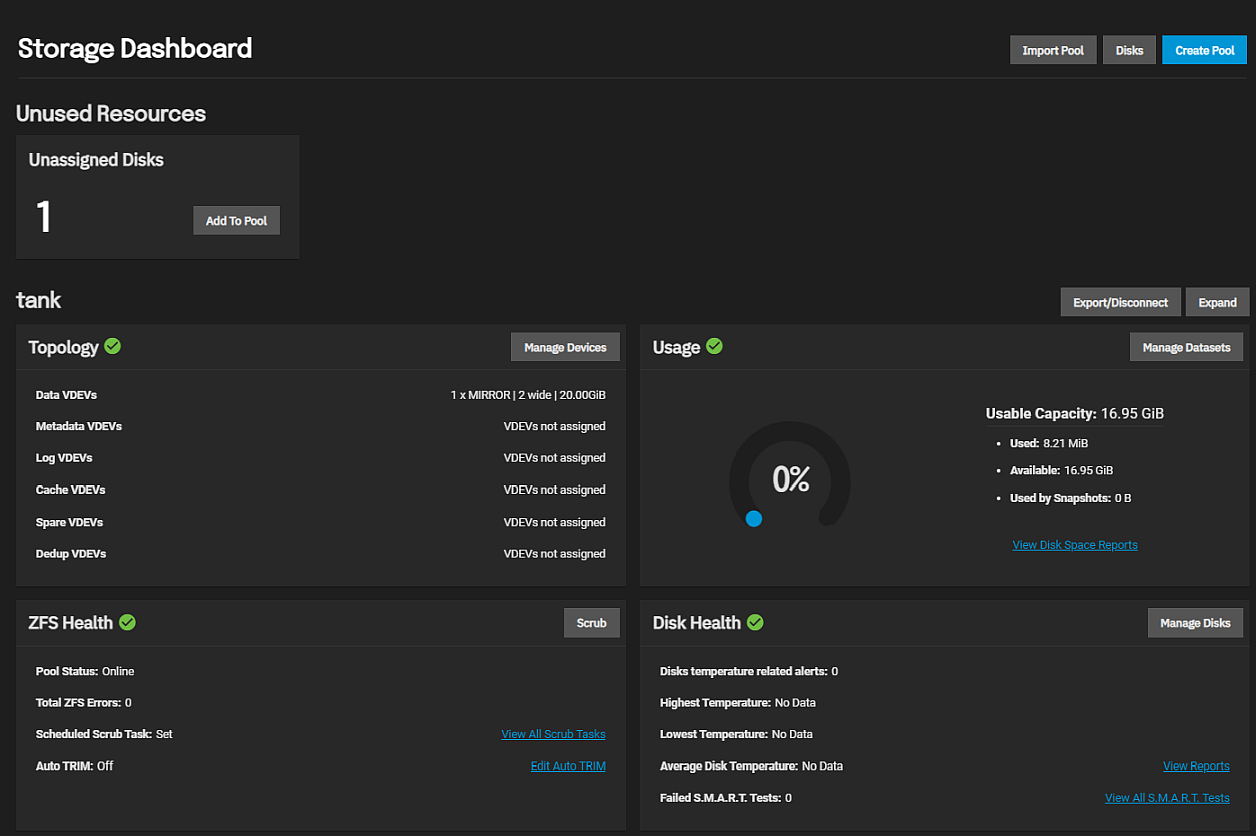 Storage Dashboard
Import Pool
Disks
Create Pool
Unused Resources
Unassigned Disks
1
Add To Pool
tank
Export/Disconnect
Expand
Topology
Manage Devices
Data VDEVs 1 x MIRROR | 2 wide | 20.00GiB
Metadata VDEVs VDEVs not assigned
Log VDEVs VDEVs not assigned
Cache VDEVs VDEVs not assigned
Spare VDEVs VDEVs not assigned
Dedup VDEVs VDEVs not assigned
Usage
Manage Datasets
0%
Usable Capacity: 16.95 GiB
• Used: 8.21 MiB
• Available: 16.95 GiB
• Used by Snapshots: 0 B
View Disk Space Reports
ZFS Health
Scrub
Pool Status: Online
Total ZFS Errors: 0
Scheduled Scrub Task: Set View All Scrub Tasks
Auto TRIM: Off Edit Auto TRIM
Disk Health
Manage Disks
Disks temperature related alerts: 0
Highest Temperature: No Data
Lowest Temperature: No Data
Average Disk Temperature: No Data View Reports
Failed S.M.A.R.T. Tests: 0 View All S.M.A.R.T. Tests